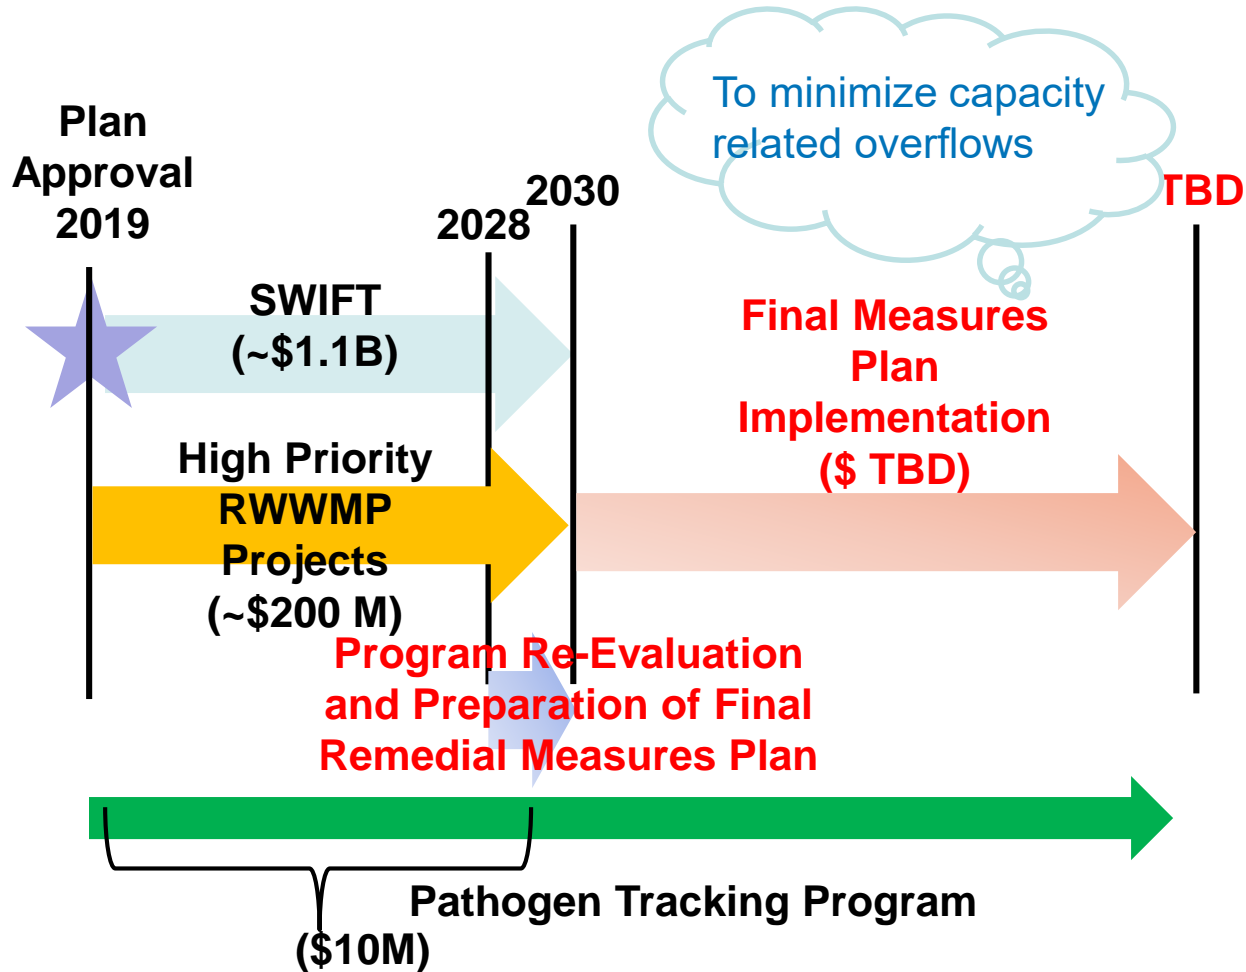 To minimize capacity
related overflows
Plan
Approval
2019
2028
2030
TBD
SWIFT
(~$1.1B)
High Priority
RWWMP
Projects
(~$200 M)
Final Measures
Plan
Implementation
($ TBD)
Program Re-Evaluation
and Preparation of Final
Remedial Measures Plan
Pathogen Tracking Program
($10M)